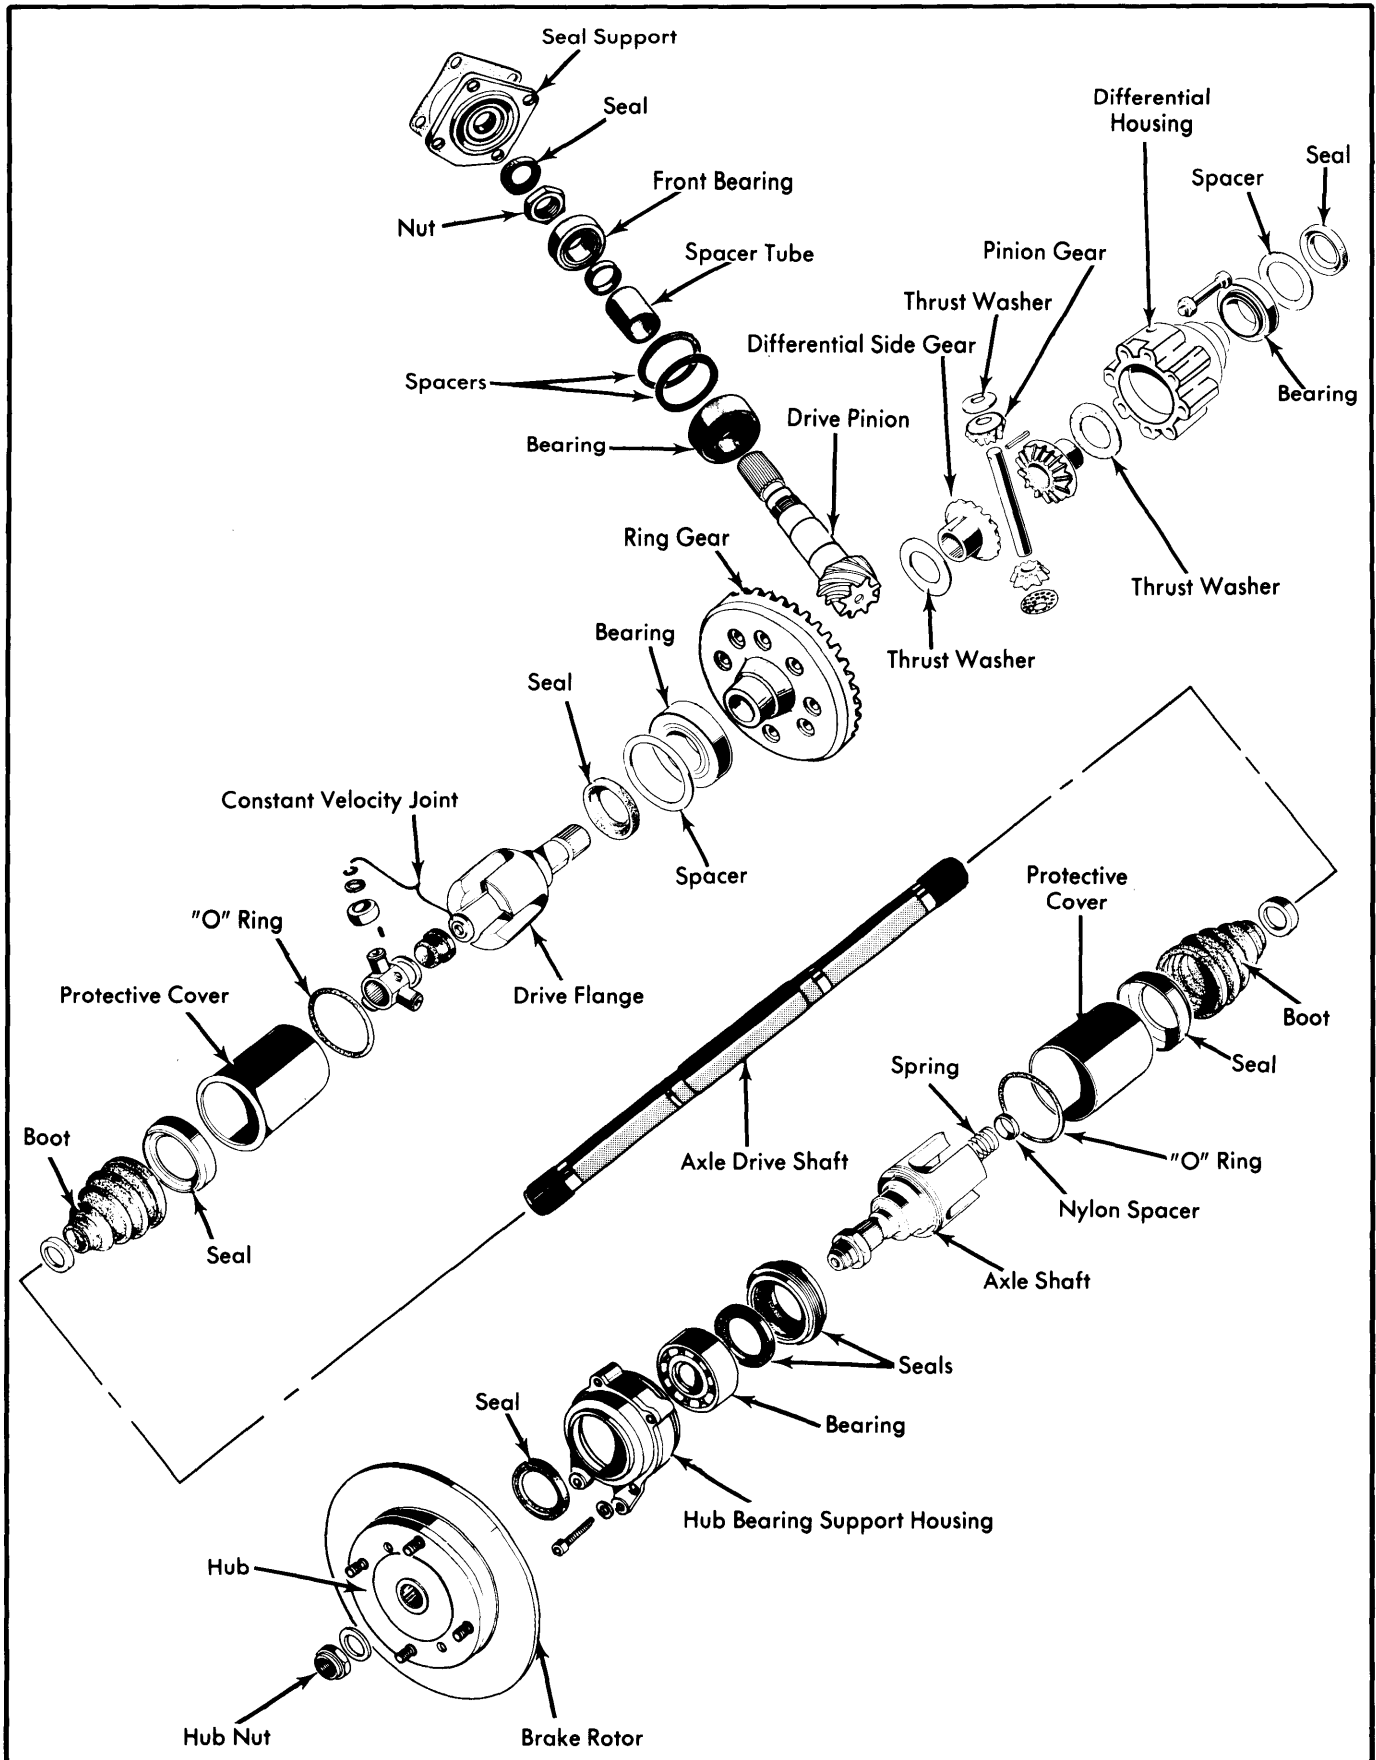 Seal Support
Seal
Differential
Housing
Seal
Spacer
Front Bearing
Nut
Pinion Gear
Spacer Tube
Thrust Washer
Differential Side Gear
Spacers
Bearing
Drive Pinion
Bearing
Ring Gear
Thrust Washer
Bearing
Thrust Washer
Seal
Constant Velocity Joint
Spacer
Protective
Cover
"O" Ring
Protective Cover
Drive Flange
Boot
Seal
Spring
Boot
Axle Drive Shaft
"O" Ring
Nylon Spacer
Seal
Axle Shaft
Seals
Seal
Bearing
Hub Bearing Support Housing
Hub
Hub Nut
Brake Rotor